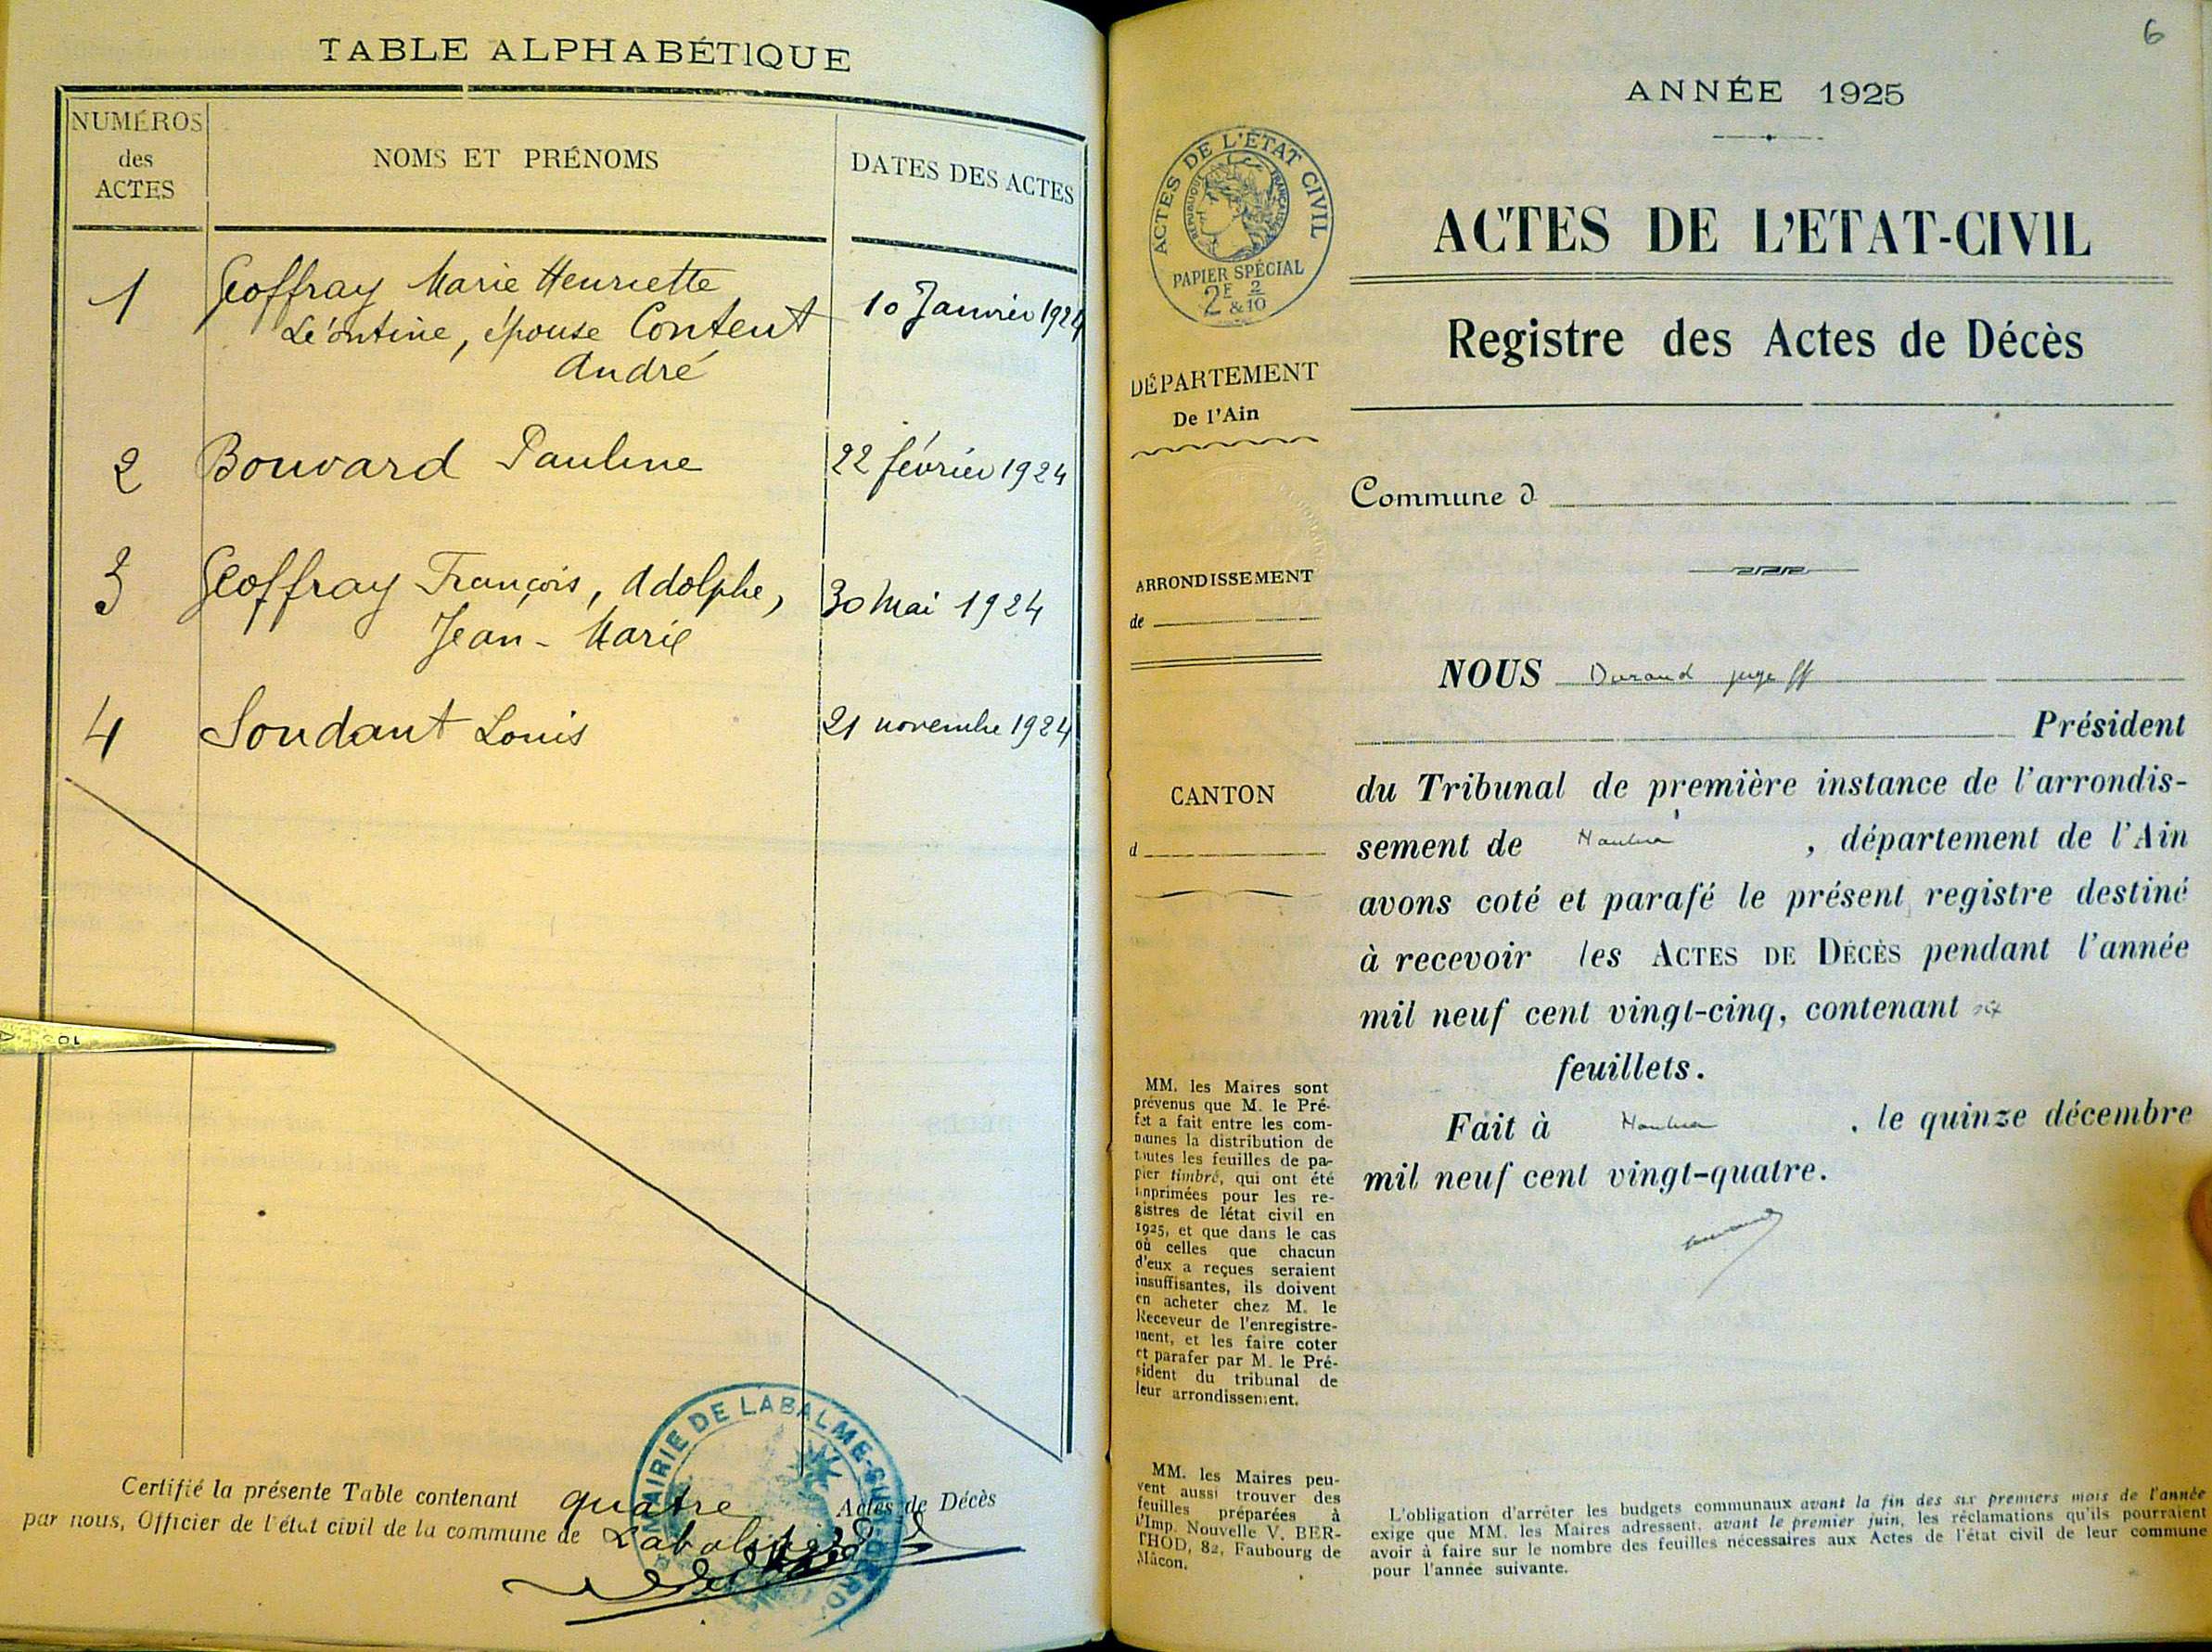 TABLE ALPHABÉTIQUE
NUMÉROS
des
ACTES
NOMS ET PRÉNOMS
DATES DES ACTES
1 Geoffray Marie Henriette 10 Janvier 1924
Léontine, épouse Content
André
2 Bouvard Pauline 22 février 1924
3 Geoffray François, Adolphe, 30 Mai 1924
Jean-Marie
4 Soudant Louis 21 novembre 1924
Certifié la présente Table contenant quatre Actes de Décès
par nous, Officier de l'état civil de la commune de
MAIRIE DE LABALME-SUR-CERDON
6
ANNÉE 1925
ACTES DE L'ÉTAT CIVIL
RÉPUBLIQUE FRANÇAISE
PAPIER SPÉCIAL
2F & 2/10
ACTES DE L'ETAT-CIVIL
Registre des Actes de Décès
DÉPARTEMENT
De l'Ain
Commune d
ARRONDISSEMENT
de
NOUS Durand juge ff
Président
CANTON
d
du Tribunal de première instance de l'arrondis-
sement de Nantua, département de l'Ain
avons coté et parafé le présent registre destiné
à recevoir les ACTES DE DÉCÈS pendant l'année
mil neuf cent vingt-cinq, contenant
feuillets.
Fait à Nantua, le quinze décembre
mil neuf cent vingt-quatre.
MM. les Maires sont
prévenus que M. le Pré-
fet a fait entre les com-
munes la distribution de
toutes les feuilles de pa-
pier timbré, qui ont été
imprimées pour les re-
gistres de létat civil en
1925, et que dans le cas
où celles que chacun
d'eux a reçues seraient
insuffisantes, ils doivent
en acheter chez M. le
Receveur de l'enregistre-
ment, et les faire coter
et parafer par M. le Pré-
sident du tribunal de
leur arrondissement.
MM. les Maires peu-
vent aussi trouver des
feuilles préparées à
l'Imp. Nouvelle V. BER-
THOD, 82, Faubourg de
Mâcon.
L'obligation d'arrêter les budgets communaux avant la fin des six premiers mois de l'année
exige que MM. les Maires adressent, avant le premier juin, les réclamations qu'ils pourraient
avoir à faire sur le nombre des feuilles nécessaires aux Actes de l'état civil de leur commune
pour l'année suivante.